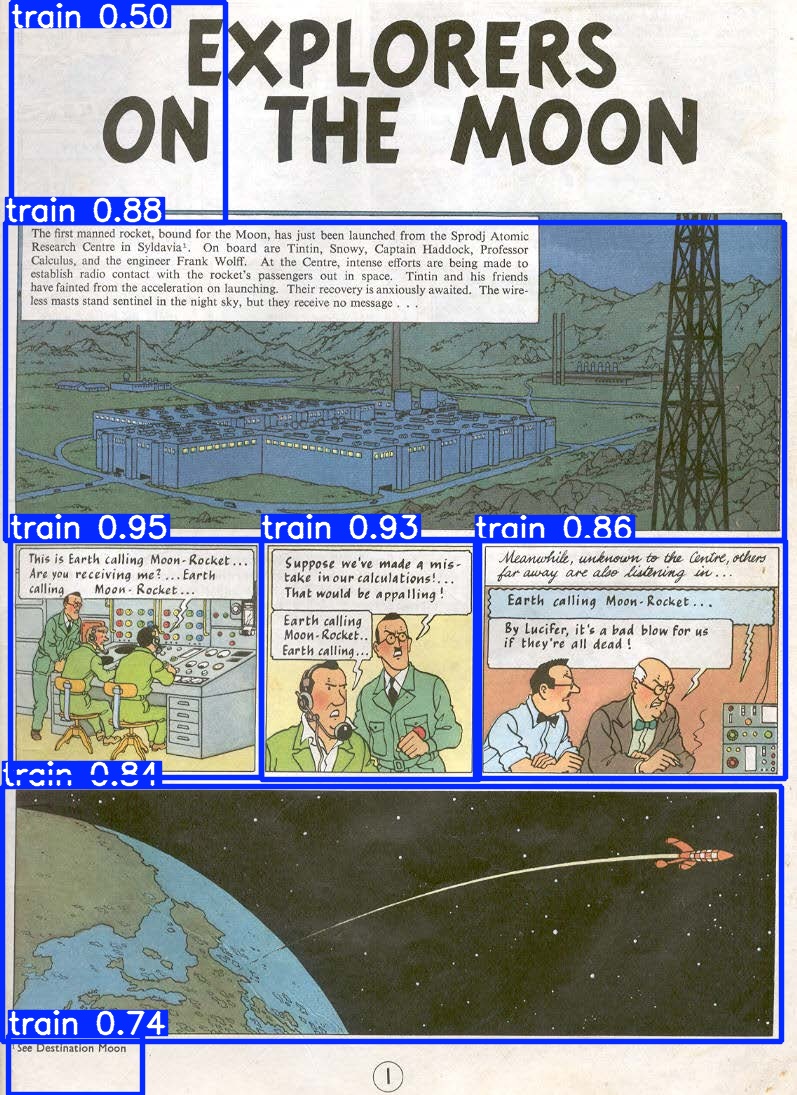 train 0.50
EXPLORERS
ON THE MOON
train 0.88
The first manned rocket, bound for the Moon, has just been launched from the Sprodj Atomic
Research Centre in Syldavia¹. On board are Tintin, Snowy, Captain Haddock, Professor
Calculus, and the engineer Frank Wolff. At the Centre, intense efforts are being made to
establish radio contact with the rocket's passengers out in space. Tintin and his friends
have fainted from the acceleration on launching. Their recovery is anxiously awaited. The wire-
less masts stand sentinel in the night sky, but they receive no message . . .
train 0.95
This is Earth calling Moon-Rocket...
Are you receiving me? ...Earth
calling Moon-Rocket...
train 0.93
Suppose we've made a mis-
take in our calculations!...
That would be appalling!
Earth calling
Moon-Rocket..
Earth calling...
train 0.86
Meanwhile, unknown to the Centre, others
far away are also listening in...
Earth calling Moon-Rocket...
By Lucifer, it's a bad blow for us
if they're all dead!
train 0.84
train 0.74
¹See Destination Moon
1